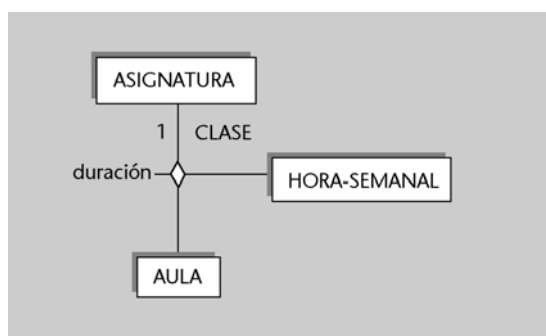 ASIGNATURA
1 CLASE
duración
HORA-SEMANAL
AULA